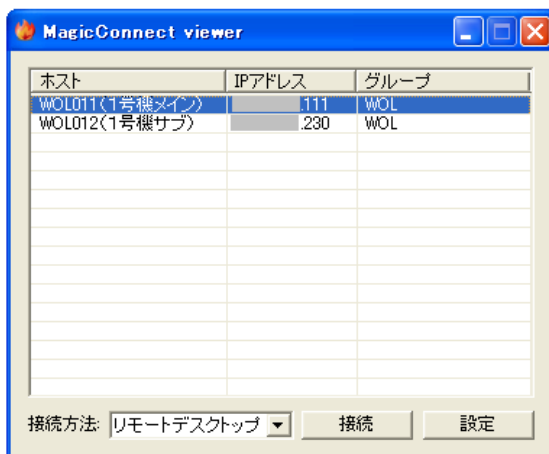 MagicConnect viewer
ホスト IPアドレス グループ
WOL011(1号機メイン) .111 WOL
WOL012(1号機サブ) .230 WOL
接続方法: リモートデスクトップ 接続 設定